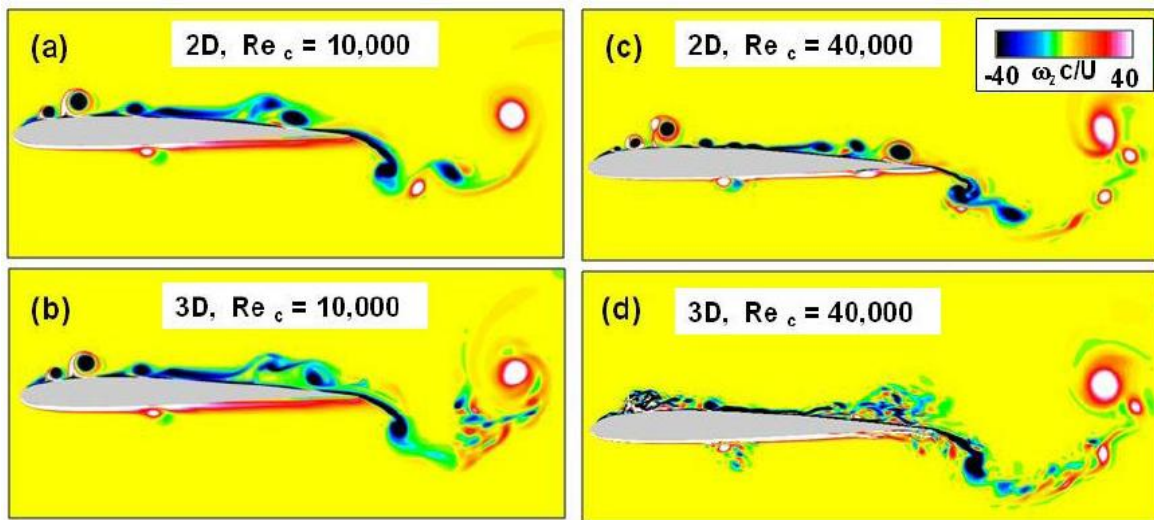 (a) 2D, Re c = 10,000
(c) 2D, Re c = 40,000
-40 ω z c/U 40
(b) 3D, Re c = 10,000
(d) 3D, Re c = 40,000